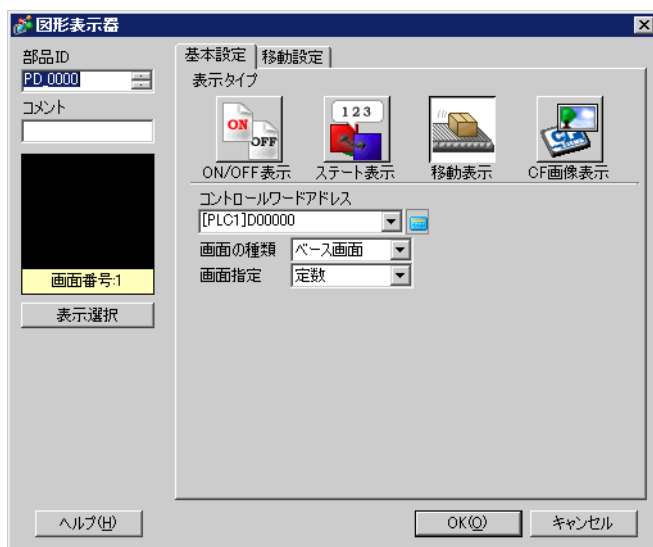 図形表示器
部品ID
PD_0000
コメント
画面番号:1
表示選択
基本設定 移動設定
表示タイプ
ON OFF
123
ON/OFF表示 ステート表示 移動表示 CF画像表示
コントロールワードアドレス
[PLC1]D00000
画面の種類 ベース画面
画面指定 定数
ヘルプ(H) OK(O) キャンセル